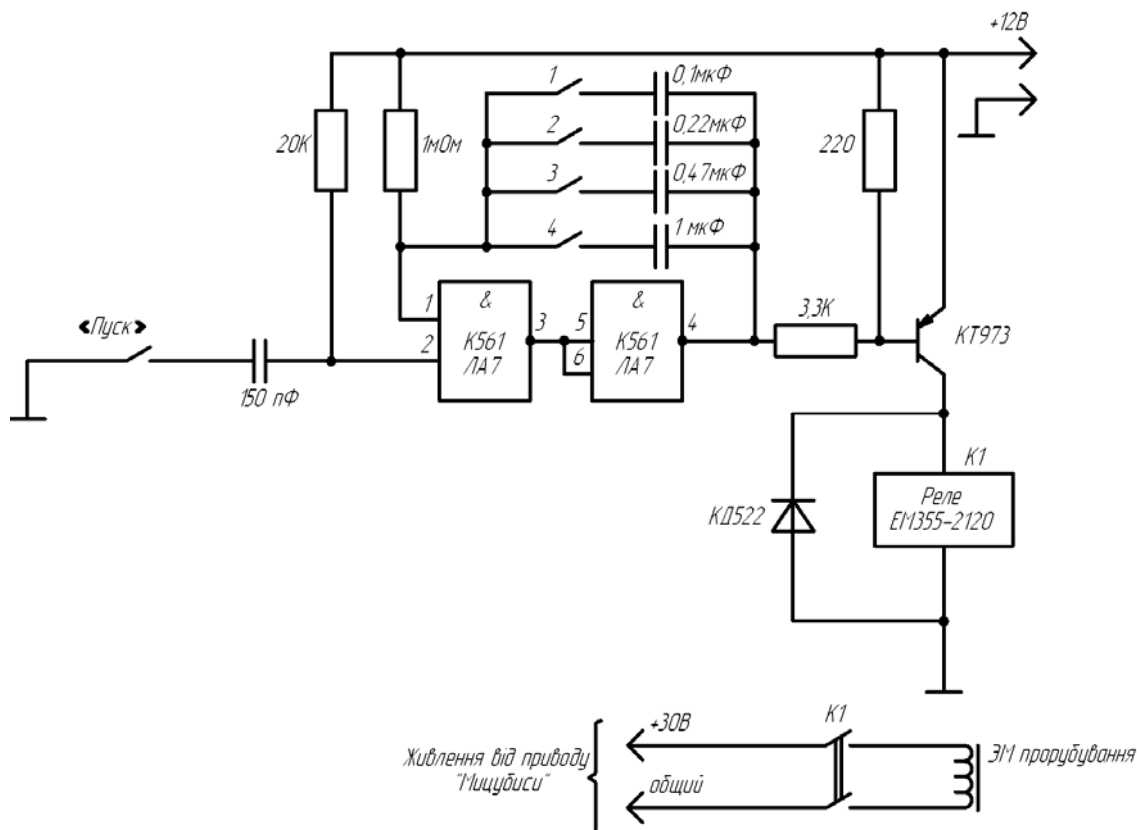 +12В
1
0,1мкФ
2
0,22мкФ
20К
1мОм
220
3
0,47мкФ
4
1 мкФ
«Пуск»
150 пФ
1
2
&
К561
ЛА7
3
5
6
&
К561
ЛА7
4
3,3К
КТ973
КД522
К1
Реле
ЕМ355-2120
Живлення від приводу
"Мицубиси"
+30В
общий
К1
ЭМ прорубування